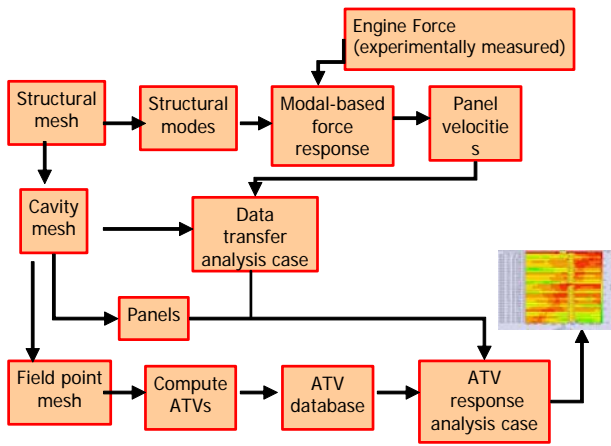 Engine Force
(experimentally measured)
Structural
mesh
Structural
modes
Modal-based
force
response
Panel
velocitie
s
Cavity
mesh
Data
transfer
analysis case
Panels
Field point
mesh
Compute
ATVs
ATV
database
ATV
response
analysis case